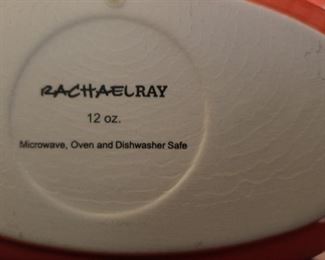 RACHAELRAY
12 oz.
Microwave, Oven and Dishwasher Safe